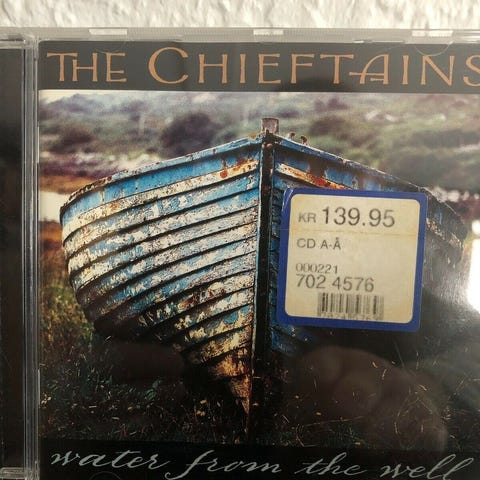 THE CHIEFTAINS
KR 139.95
CD A-Å
000221
702 4576
water from the well